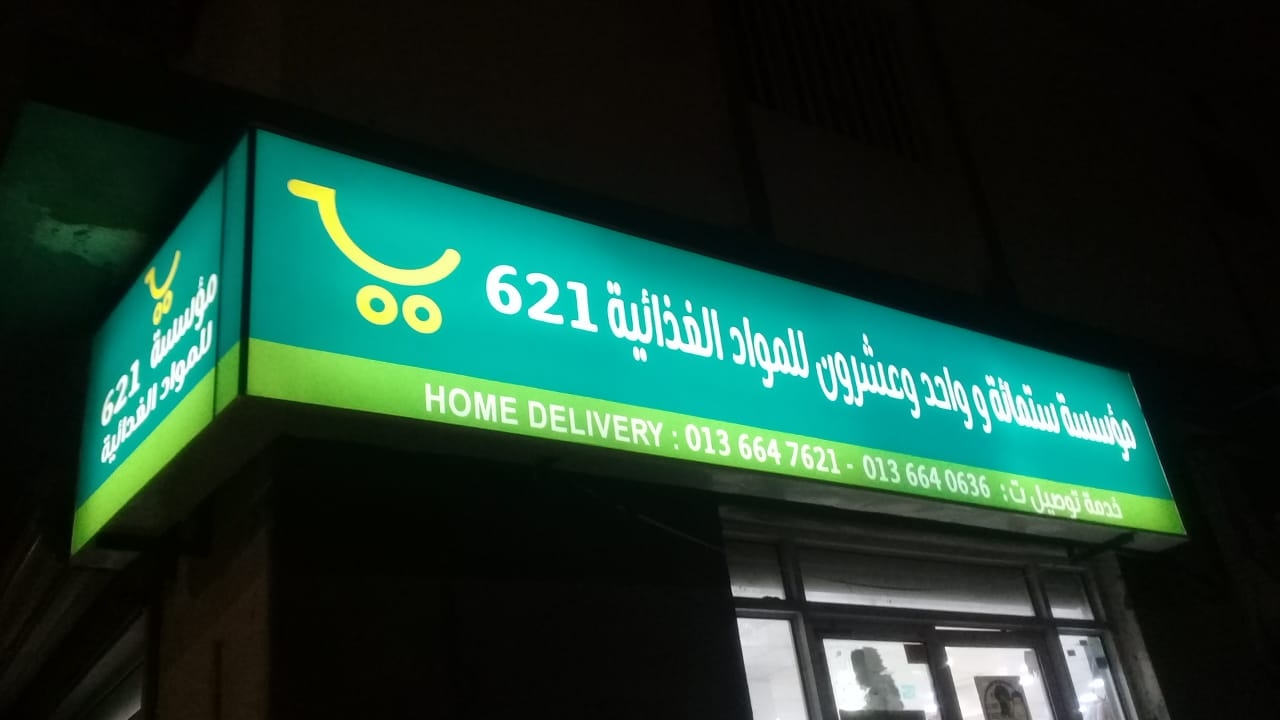 مؤسسة ستمائة و واحد وعشرون للمواد الغذائية 621
HOME DELIVERY : 013 664 7621 - 013 664 0636 خدمة توصيل ت:
مؤسسة 621
للمواد الغذائية